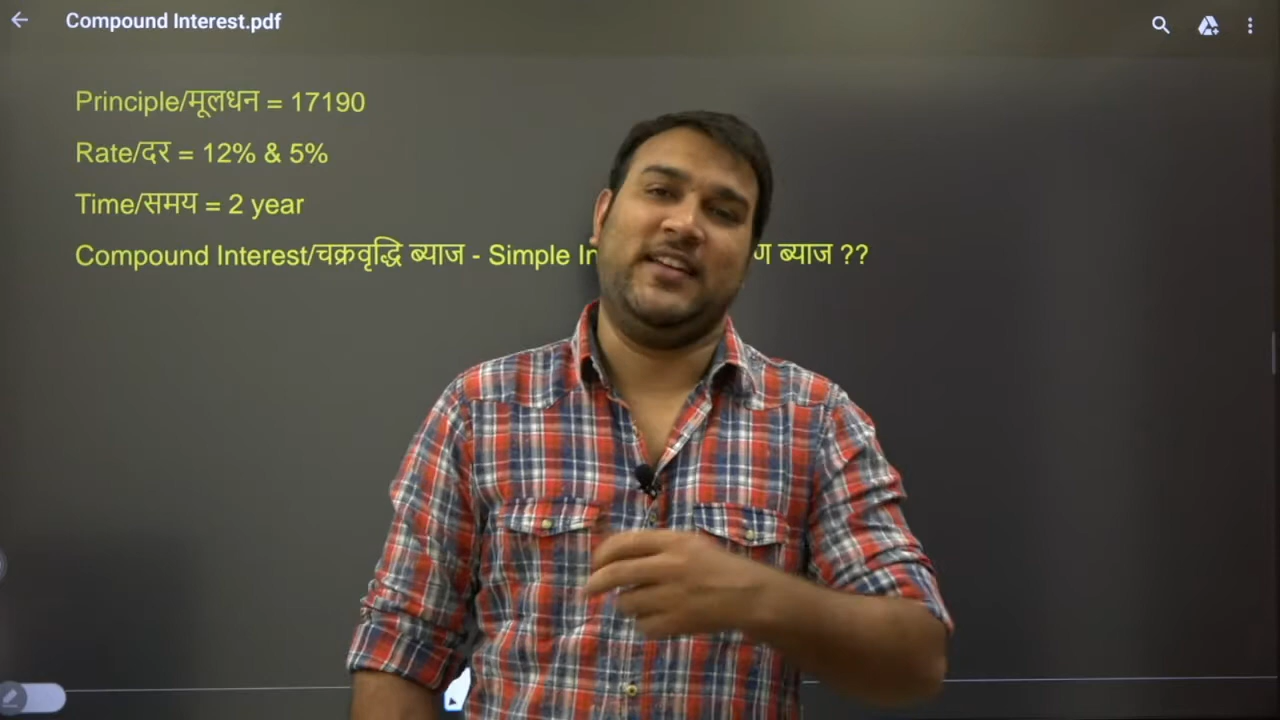 Compound Interest.pdf
Principle/मूलधन = 17190
Rate/दर = 12% & 5%
Time/समय = 2 year
Compound Interest/चक्रवृद्धि ब्याज - Simple ब्याज ??